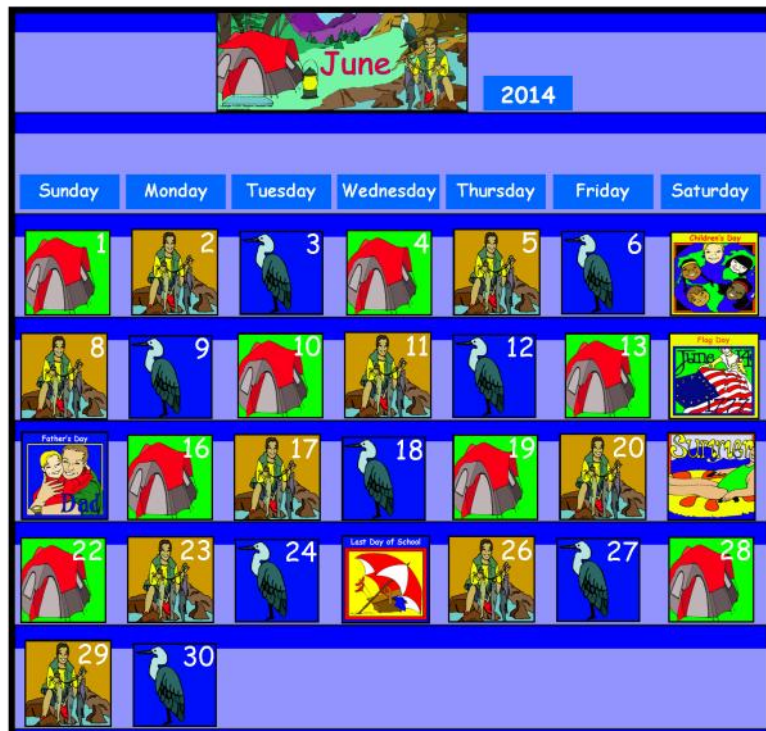 June
2014
Sunday Monday Tuesday Wednesday Thursday Friday Saturday
1 2 3 4 5 6 Children's Day
8 9 10 11 12 13 Flag Day
June 14
Father's Day
Dad
16 17 18 19 20 Summer
22 23 24 Last Day of School 26 27 28
29 30